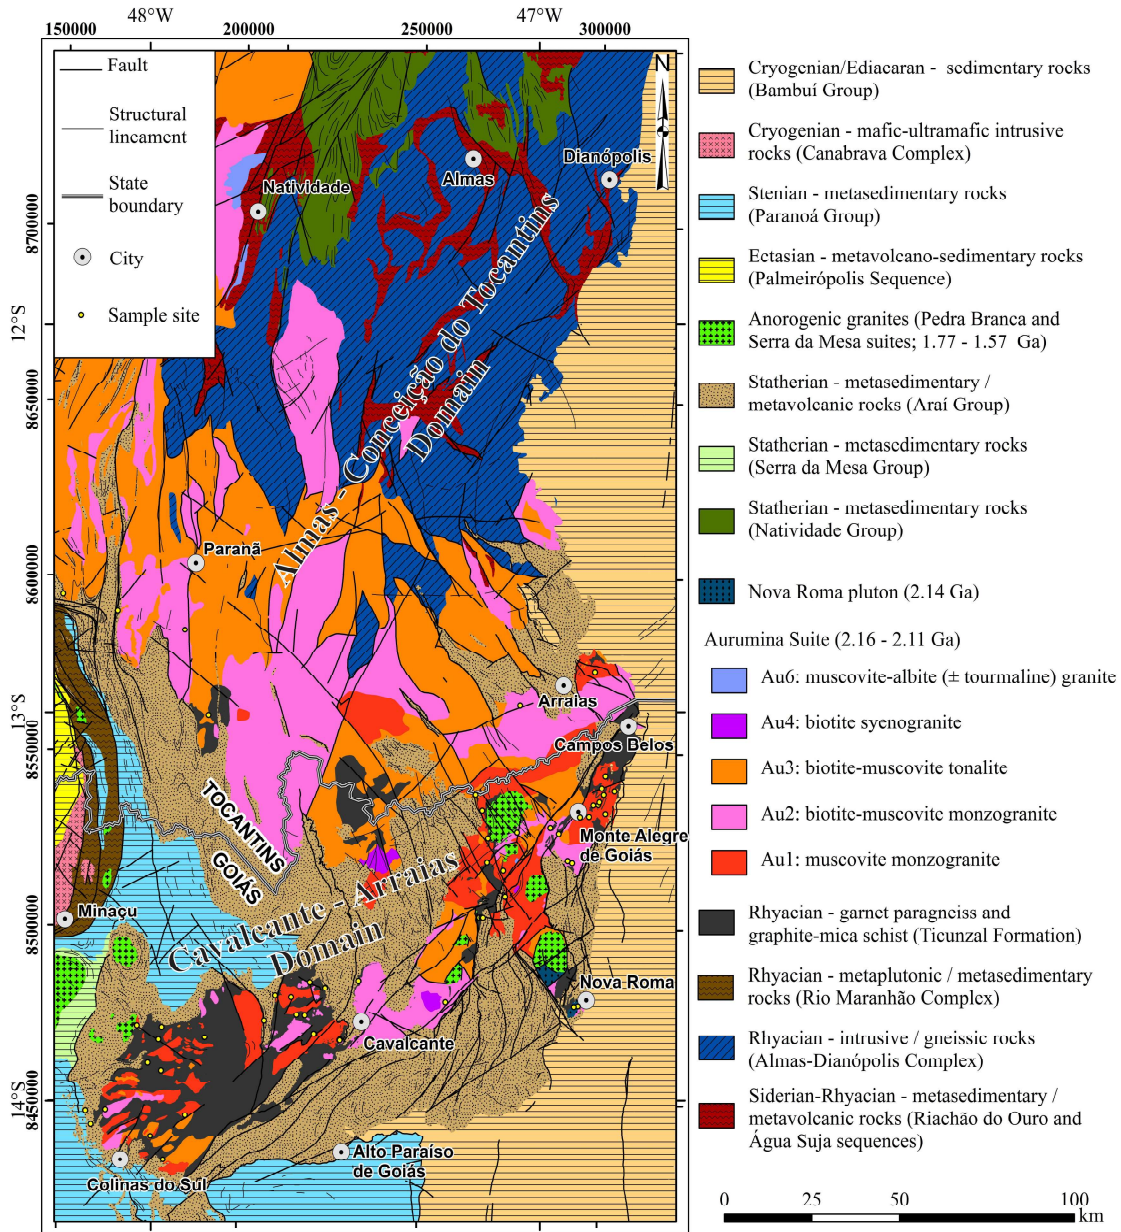 48°W
47°W
150000
200000
250000
300000
Fault
Structural
lineament
State
boundary
City
Sample site
N
8700000
12°S
8650000
8600000
13°S
8550000
8500000
14°S
8450000
Natividade
Almas
Dianópolis
Almas - Conceição do Tocantins
Domain
Paranã
Arraias
Campos Belos
TOCANTINS
GOIÁS
Monte Alegre
de Goiás
Cavalcante - Arraias
Domain
Minaçu
Nova Roma
Cavalcante
Alto Paraíso
de Goiás
Colinas do Sul
Cryogenian/Ediacaran - sedimentary rocks
(Bambuí Group)
Cryogenian - mafic-ultramafic intrusive
rocks (Canabrava Complex)
Stenian - metasedimentary rocks
(Paranoá Group)
Ectasian - metavolcano-sedimentary rocks
(Palmeirópolis Sequence)
Anorogenic granites (Pedra Branca and
Serra da Mesa suites; 1.77 - 1.57 Ga)
Statherian - metasedimentary /
metavolcanic rocks (Araí Group)
Statherian - metasedimentary rocks
(Serra da Mesa Group)
Statherian - metasedimentary rocks
(Natividade Group)
Nova Roma pluton (2.14 Ga)
Aurumina Suite (2.16 - 2.11 Ga)
Au6: muscovite-albite (± tourmaline) granite
Au4: biotite syenogranite
Au3: biotite-muscovite tonalite
Au2: biotite-muscovite monzogranite
Au1: muscovite monzogranite
Rhyacian - garnet paragneiss and
graphite-mica schist (Ticunzal Formation)
Rhyacian - metaplutonic / metasedimentary
rocks (Rio Maranhão Complex)
Rhyacian - intrusive / gneissic rocks
(Almas-Dianópolis Complex)
Siderian-Rhyacian - metasedimentary /
metavolcanic rocks (Riachão do Ouro and
Água Suja sequences)
0
25
50
100
km